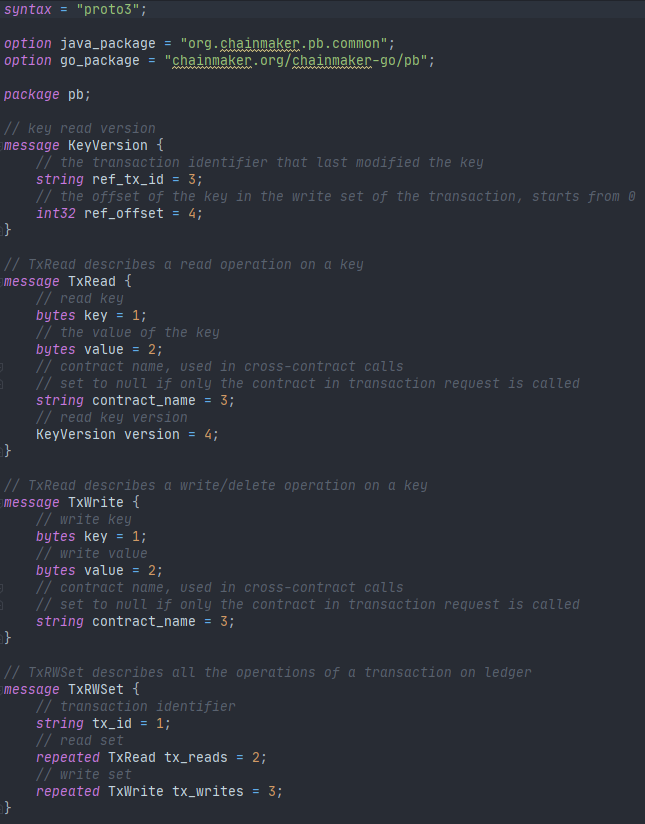 syntax = "proto3";

option java_package = "org.chainmaker.pb.common";
option go_package = "chainmaker.org/chainmaker-go/pb";

package pb;

// key read version
message KeyVersion {
    // the transaction identifier that last modified the key
    string ref_tx_id = 3;
    // the offset of the key in the write set of the transaction, starts from 0
    int32 ref_offset = 4;
}

// TxRead describes a read operation on a key
message TxRead {
    // read key
    bytes key = 1;
    // the value of the key
    bytes value = 2;
    // contract name, used in cross-contract calls
    // set to null if only the contract in transaction request is called
    string contract_name = 3;
    // read key version
    KeyVersion version = 4;
}

// TxRead describes a write/delete operation on a key
message TxWrite {
    // write key
    bytes key = 1;
    // write value
    bytes value = 2;
    // contract name, used in cross-contract calls
    // set to null if only the contract in transaction request is called
    string contract_name = 3;
}

// TxRWSet describes all the operations of a transaction on ledger
message TxRWSet {
    // transaction identifier
    string tx_id = 1;
    // read set
    repeated TxRead tx_reads = 2;
    // write set
    repeated TxWrite tx_writes = 3;
}